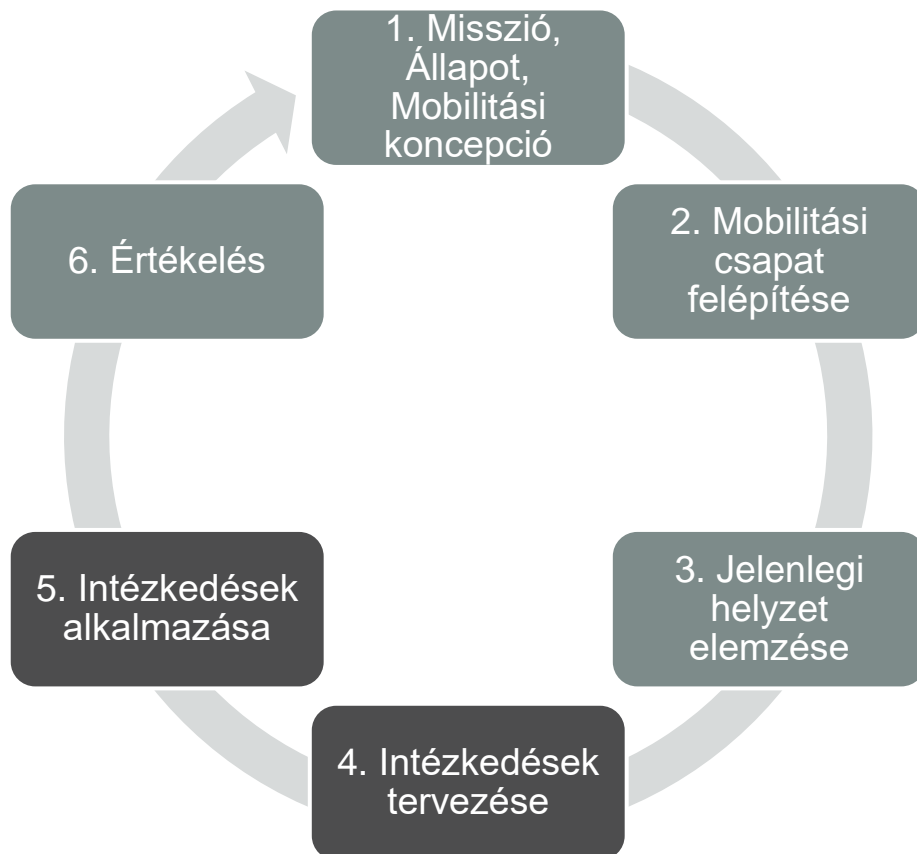 1. Misszió,
Állapot,
Mobilitási
koncepció
2. Mobilitási
csapat
felépítése
3. Jelenlegi
helyzet
elemzése
4. Intézkedések
tervezése
5. Intézkedések
alkalmazása
6. Értékelés